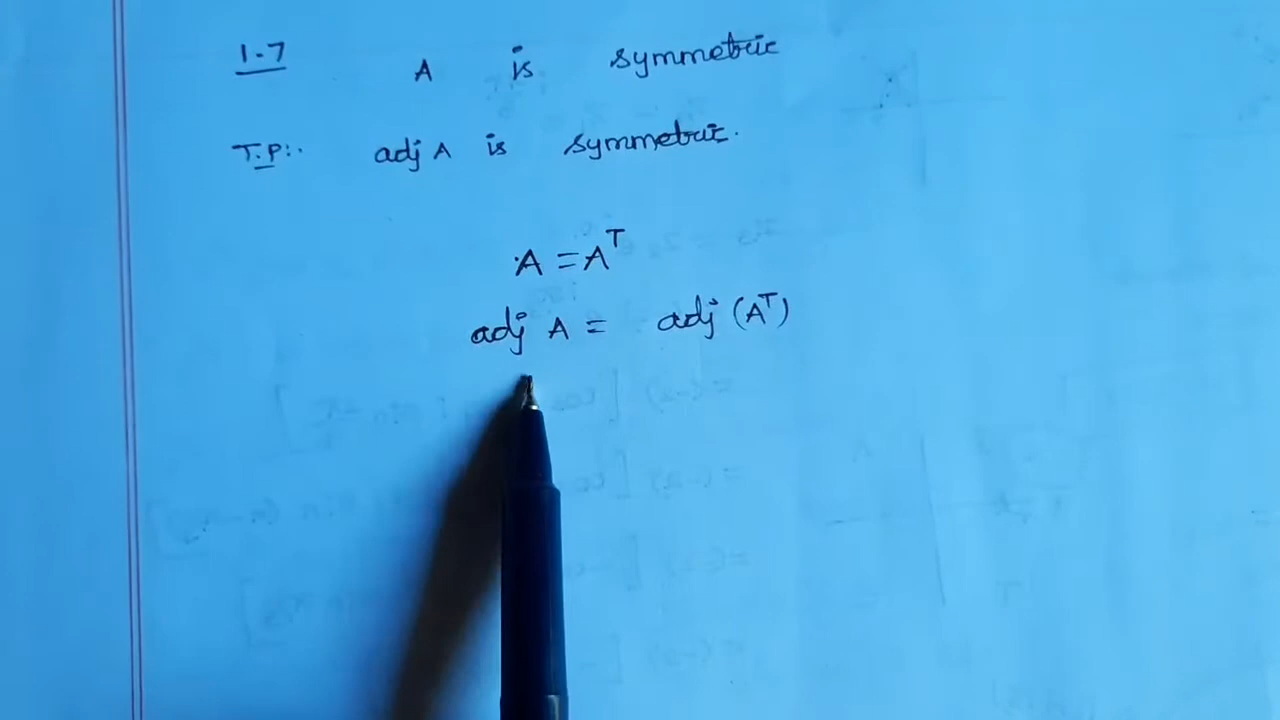 1.7 A is symmetric
T.P:. adj A is symmetric.
A = A^T
adj A = adj (A^T)